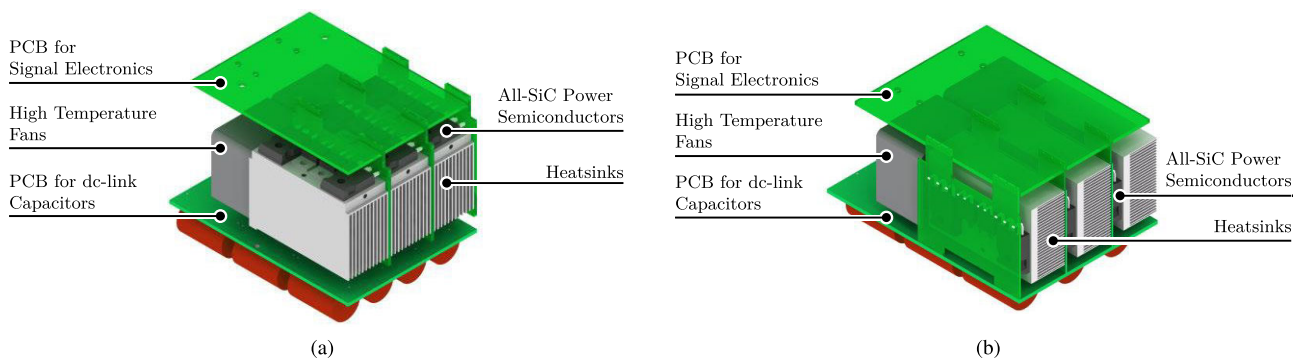 PCB for
Signal Electronics
High Temperature
Fans
PCB for dc-link
Capacitors
All-SiC Power
Semiconductors
Heatsinks
(a)
PCB for
Signal Electronics
High Temperature
Fans
PCB for dc-link
Capacitors
All-SiC Power
Semiconductors
Heatsinks
(b)